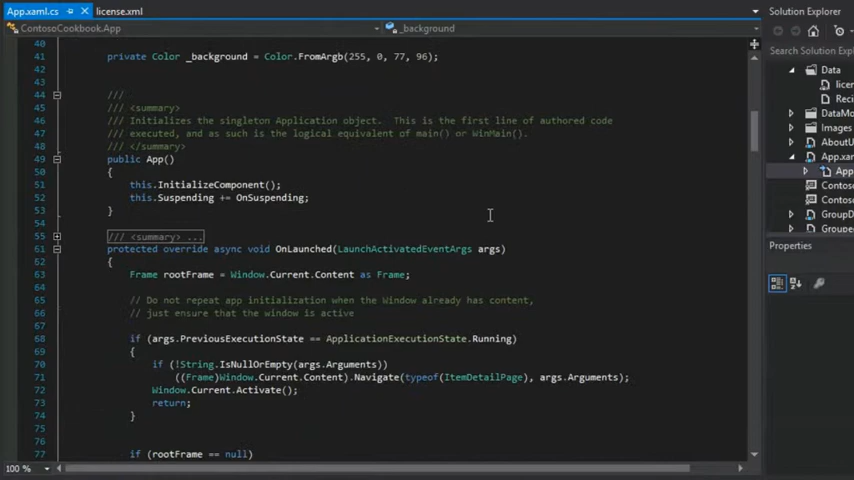 App.xaml.cs
license.xml
Solution Explorer
ContosoCookbook.App
_background
Search Solution Explorer
40
41 private Color _background = Color.FromArgb(255, 0, 77, 96);
42
43
44 ///
45 /// <summary>
46 /// Initializes the singleton Application object.  This is the first line of authored code
47 /// executed, and as such is the logical equivalent of main() or WinMain().
48 /// </summary>
49 public App()
50 {
51 this.InitializeComponent();
52 this.Suspending += OnSuspending;
53 }
54
55 /// <summary> ...
61 protected override async void OnLaunched(LaunchActivatedEventArgs args)
62 {
63 Frame rootFrame = Window.Current.Content as Frame;
64
65 // Do not repeat app initialization when the Window already has content,
66 // just ensure that the window is active
67
68 if (args.PreviousExecutionState == ApplicationExecutionState.Running)
69 {
70 if (!String.IsNullOrEmpty(args.Arguments))
71 ((Frame)Window.Current.Content).Navigate(typeof(ItemDetailPage), args.Arguments);
72 Window.Current.Activate();
73 return;
74 }
75
76
77 if (rootFrame == null)
100 %
Data
licer
Reci
DataMo
Images
AboutU
App.xan
App
Contoso
Contoso
GroupD
Groupe
Properties